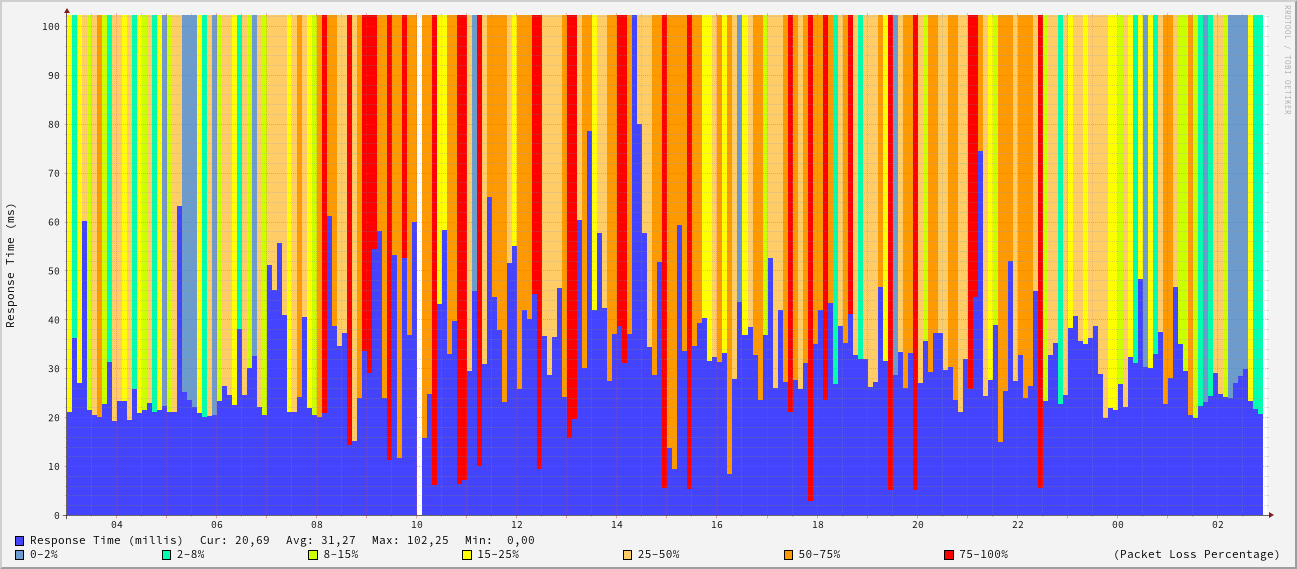 RRDTOOL / TOBI OETIKER
Response Time (ms)
100
90
80
70
60
50
40
30
20
10
0
04 06 08 10 12 14 16 18 20 22 00 02
Response Time (millis) Cur: 20,69 Avg: 31,27 Max: 102,25 Min: 0,00
0-2% 2-8% 8-15% 15-25% 25-50% 50-75% 75-100% (Packet Loss Percentage)